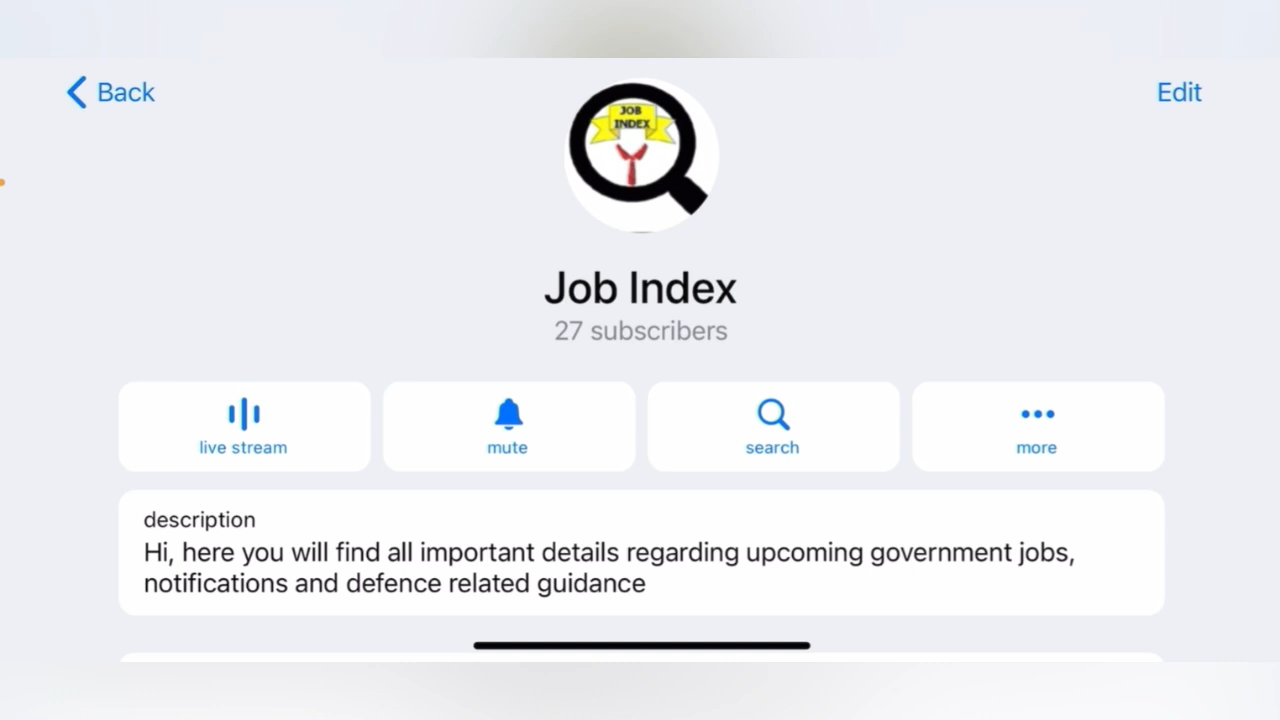 Back
Edit
JOB
INDEX
Job Index
27 subscribers
live stream
mute
search
more
description
Hi, here you will find all important details regarding upcoming government jobs,
notifications and defence related guidance